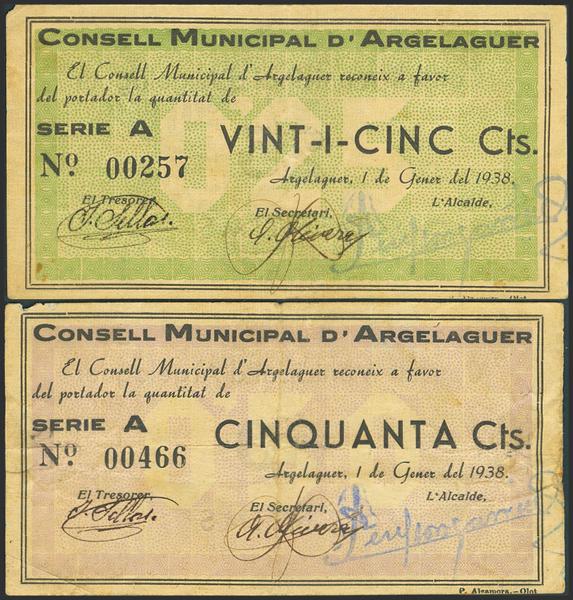 CONSELL MUNICIPAL D'ARGELAGUER
El Consell Municipal d'Argelaguer reconeix a favor
del portador la quantitat de
SERIE A
VINT-I-CINC Cts.
0'25
Nº 00257
Argelaguer, 1 de Gener del 1938.
El Tresorer,
El Secretari,
L'Alcalde,
CONSELL MUNICIPAL D'ARGELAGUER
El Consell Municipal d'Argelaguer reconeix a favor
del portador la quantitat de
SERIE A
CINQUANTA Cts.
Nº 00466
Argelaguer, 1 de Gener del 1938.
El Tresorer,
El Secretari,
L'Alcalde,
P. Alsamora.—Olot